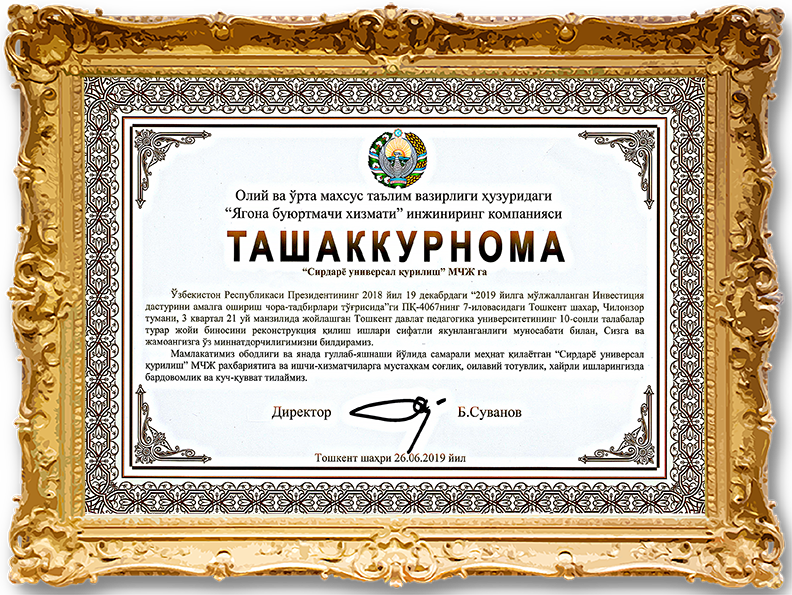 Олий ва ўрта махсус таълим вазирлиги ҳузуридаги
“Ягона буюртмачи хизмати” инжиниринг компанияси
ТАШАККУРНОМА
“Сирдарё универсал қурилиш” МЧЖ га
Ўзбекистон Республикаси Президентининг 2018 йил 19 декабрдаги “2019 йилга мўлжалланган Инвестиция
дастурини амалга ошириш чора-тадбирлари тўғрисида”ги ПҚ-4067нинг 7-иловасидаги Тошкент шахар, Чилонзор
тумани, 3 квартал 21 уй манзилида жойлашган Тошкент давлат педагогика университетининг 10-сонли талабалар
турар жойи биносини реконструкция қилиш ишлари сифатли якунланганлиги муносабати билан, Сизга ва
жамоангизга ўз миннатдорчилигимизни билдирамиз.
Мамлакатимиз ободлиги ва янада гуллаб-яшнаши йўлида самарали меҳнат қилаётган “Сирдарё универсал
қурилиш” МЧЖ раҳбариятига ва ишчи-хизматчиларга мустаҳкам соғлиқ, оилавий тотувлик, хайрли ишларингизда
бардовомлик ва куч-қувват тилаймиз.
Директор Б.Суванов
Тошкент шаҳри 26.06.2019 йил